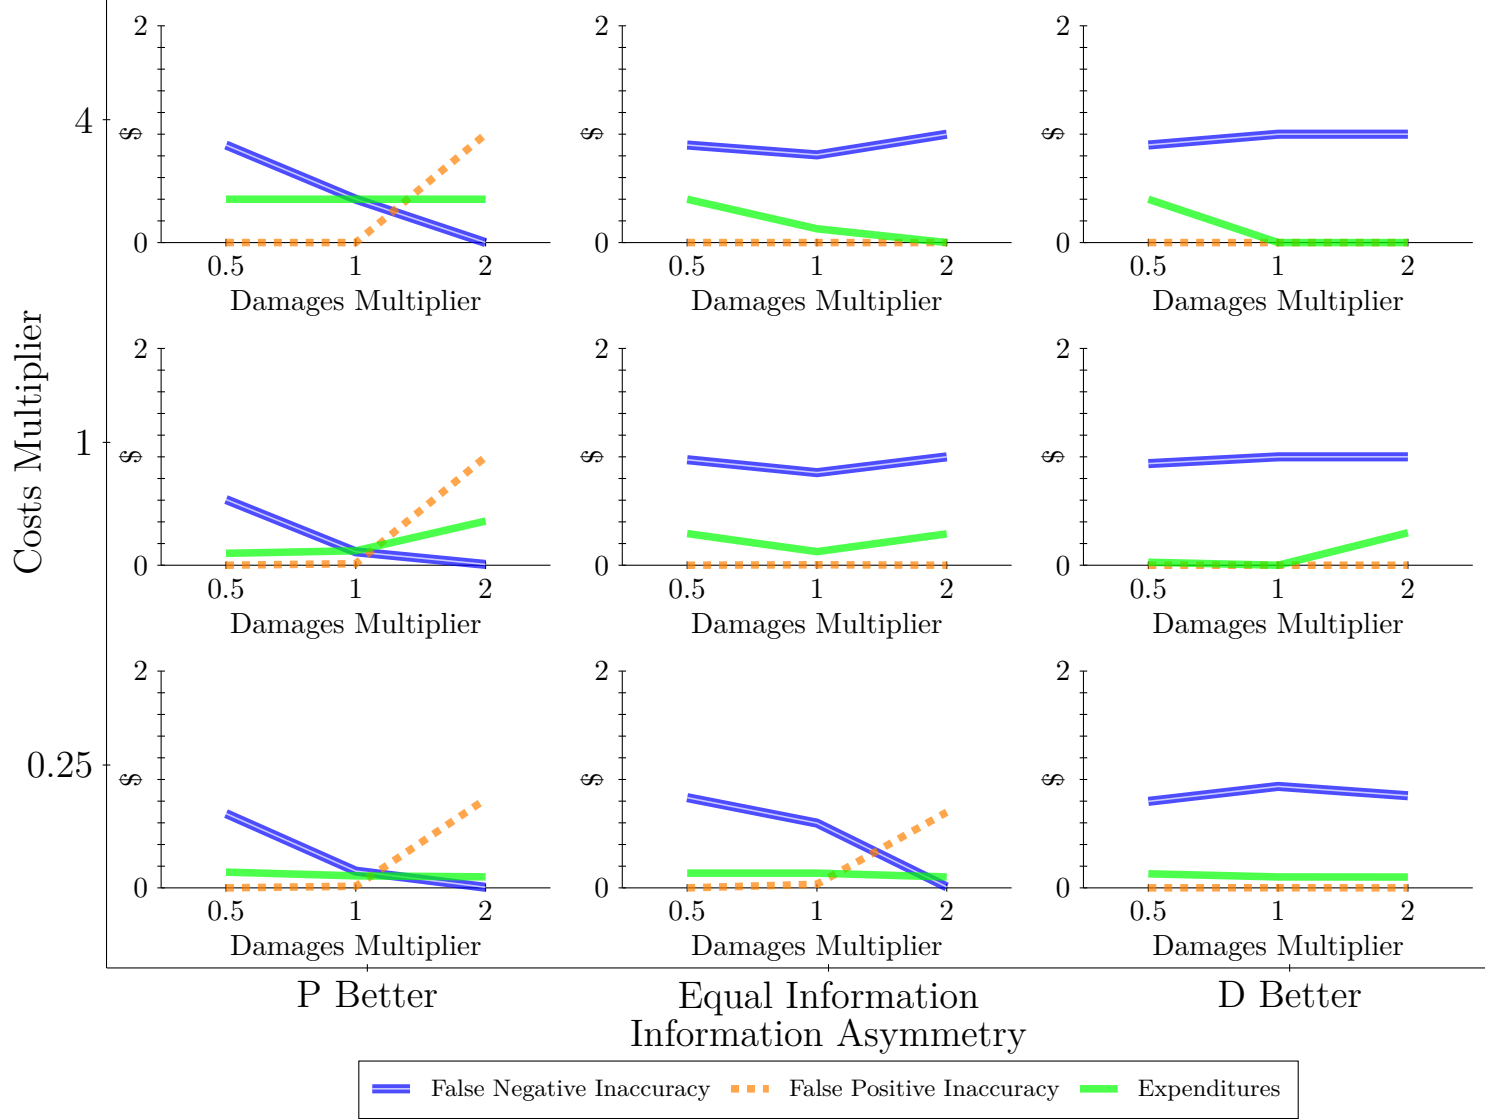 2
$
0
0.5 1 2
Damages Multiplier
2
$
0
0.5 1 2
Damages Multiplier
2
$
0
0.5 1 2
Damages Multiplier
4
2
$
0
0.5 1 2
Damages Multiplier
2
$
0
0.5 1 2
Damages Multiplier
2
$
0
0.5 1 2
Damages Multiplier
1
Costs Multiplier
2
$
0
0.5 1 2
Damages Multiplier
2
$
0
0.5 1 2
Damages Multiplier
2
$
0
0.5 1 2
Damages Multiplier
0.25
P Better Equal Information D Better
Information Asymmetry
False Negative Inaccuracy False Positive Inaccuracy Expenditures